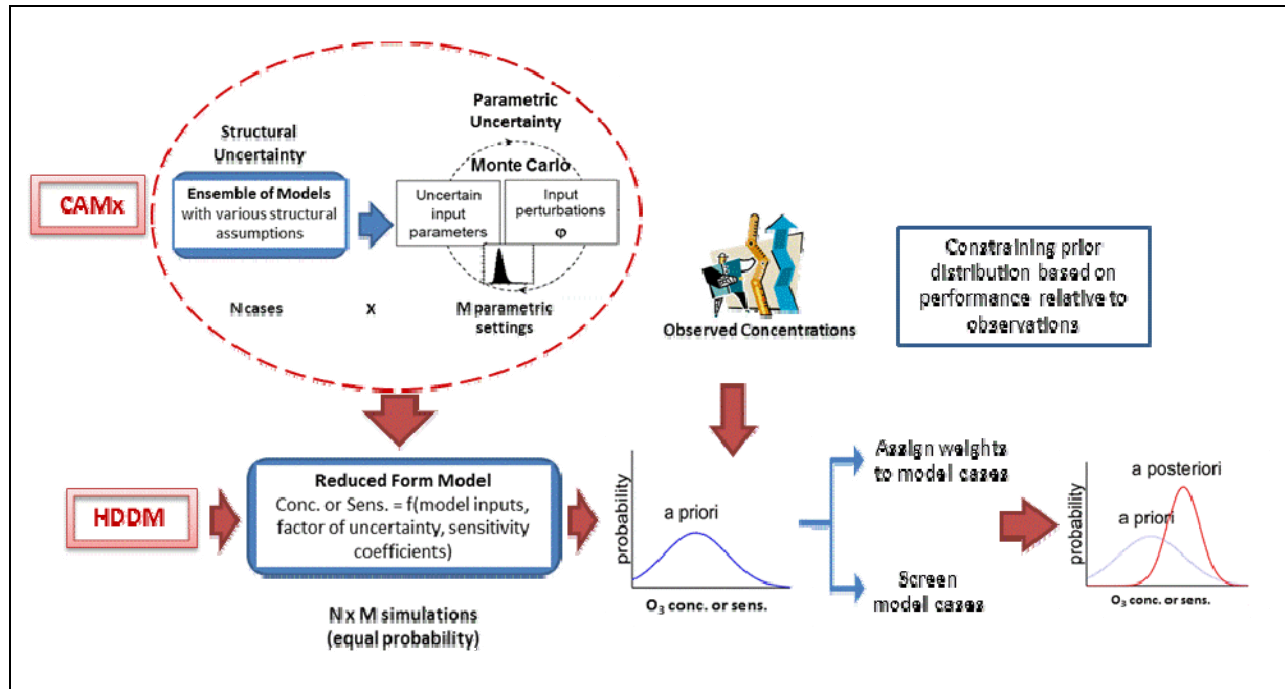 Parametric
Uncertainty
Structural
Uncertainty
Monte Carlo
CAMx
Ensemble of Models
with various structural
assumptions
Uncertain
input
parameters
Input
perturbations
φ
N cases
x
M parametric
settings
Observed Concentrations
Constraining prior
distribution based on
performance relative to
observations
HDDM
Reduced Form Model
Conc. or Sens. = f(model inputs,
factor of uncertainty, sensitivity
coefficients)
N x M simulations
(equal probability)
probability
a priori
O₃ conc. or sens.
Assign weights
to model cases
Screen
model cases
probability
a posteriori
a priori
O₃ conc. or sens.